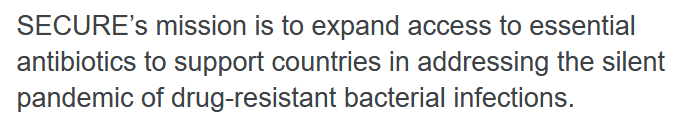 SECURE’s mission is to expand access to essential
antibiotics to support countries in addressing the silent
pandemic of drug-resistant bacterial infections.